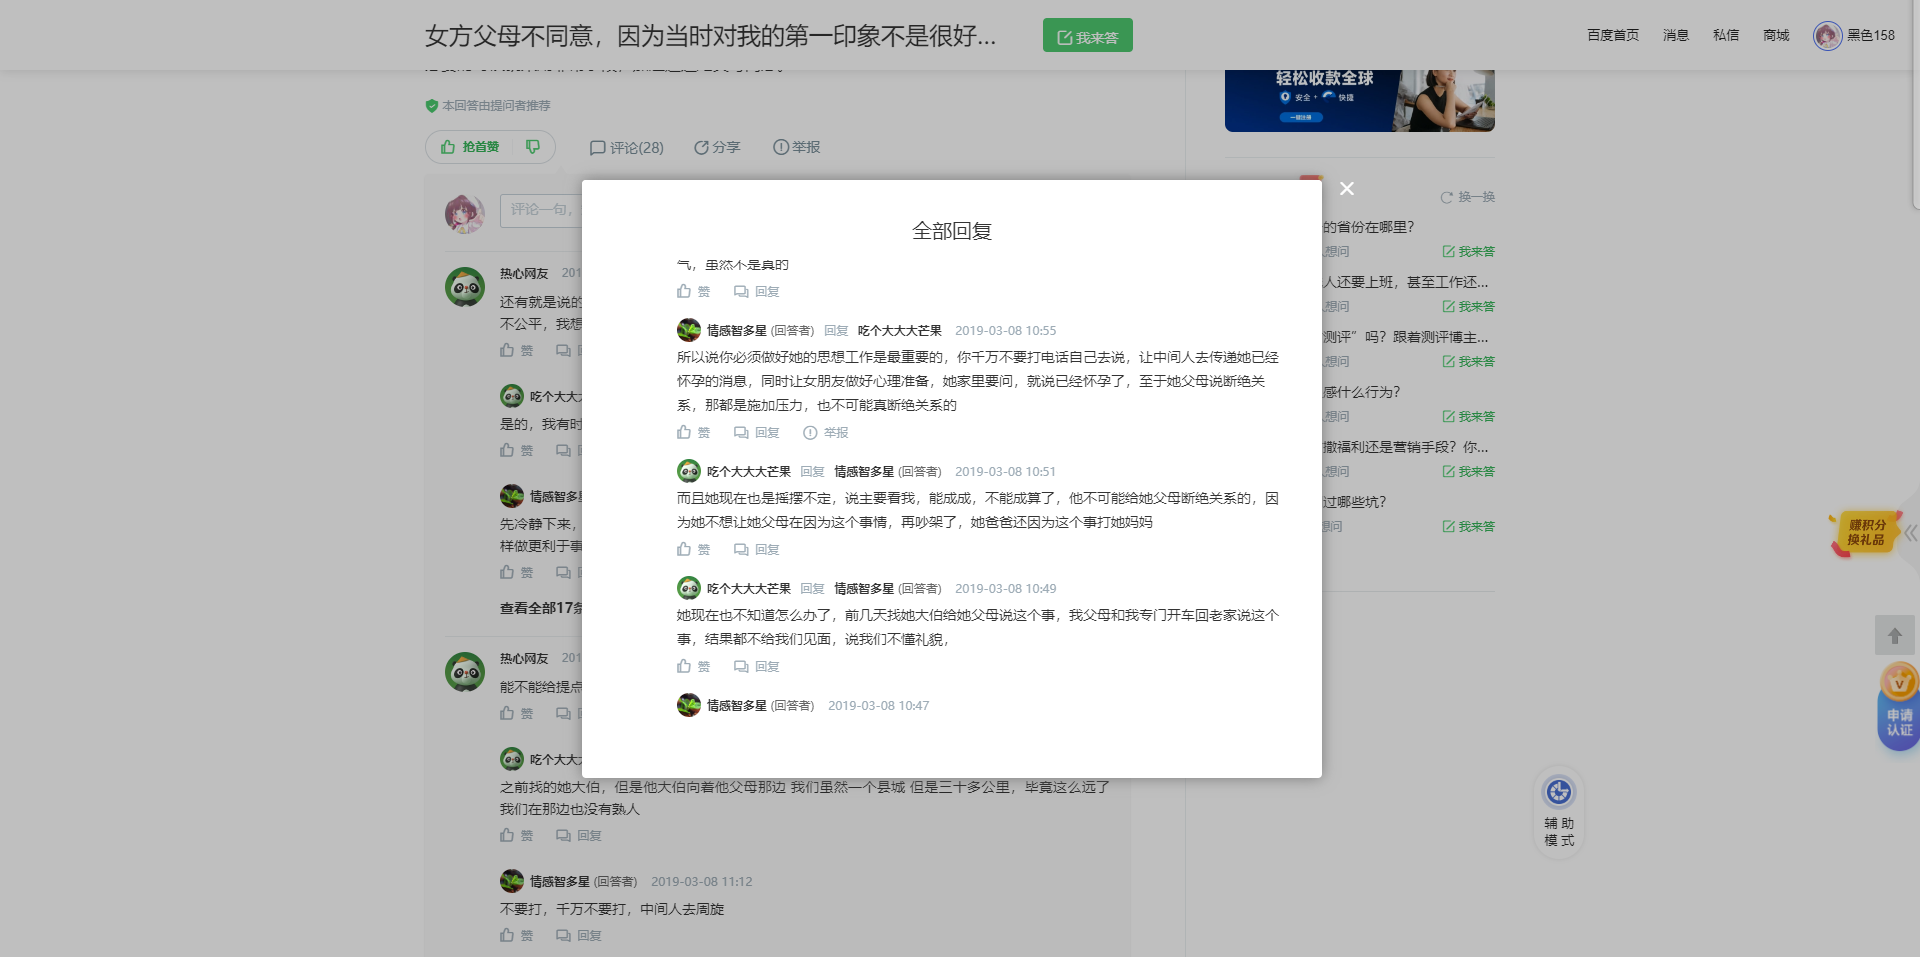 女方父母不同意，因为当时对我的第一印象不是很好...
我来答
百度首页
消息
私信
商城
黑色158
本回答由提问者推荐
抢首赞
评论(28)
分享
举报
评论一句，
热心网友 201
还有就是说的
不公平，我想
赞
吃个大大大
是的，我有时
赞
情感智多星
先冷静下来，
样做更利于事
赞
查看全部17条
热心网友 201
能不能给提点
赞
吃个大大大
之前找的她大伯，但是他大伯向着他父母那边 我们虽然一个县城 但是三十多公里，毕竟这么远了
我们在那边也没有熟人
赞 回复
情感智多星 (回答者) 2019-03-08 11:12
不要打，千万不要打，中间人去周旋
赞 回复
全部回复
气，虽然不是真的
赞 回复
情感智多星 (回答者) 回复 吃个大大大芒果 2019-03-08 10:55
所以说你必须做好她的思想工作是最重要的，你千万不要打电话自己去说，让中间人去传递她已经
怀孕的消息，同时让女朋友做好心理准备，她家里要问，就说已经怀孕了，至于她父母说断绝关
系，那都是施加压力，也不可能真断绝关系的
赞 回复 举报
吃个大大大芒果 回复 情感智多星 (回答者) 2019-03-08 10:51
而且她现在也是摇摆不定，说主要看我，能成成，不能成算了，他不可能给她父母断绝关系的，因
为她不想让她父母在因为这个事情，再吵架了，她爸爸还因为这个事打她妈妈
赞 回复
吃个大大大芒果 回复 情感智多星 (回答者) 2019-03-08 10:49
她现在也不知道怎么办了，前几天找她大伯给她父母说这个事，我父母和我专门开车回老家说这个
事，结果都不给我们见面，说我们不懂礼貌，
赞 回复
情感智多星 (回答者) 2019-03-08 10:47
轻松收款全球
安全 + 快捷
一键注册
换一换
的省份在哪里？
想问 我来答
人还要上班，甚至工作还...
想问 我来答
测评”吗？跟着测评博主...
想问 我来答
感什么行为？
想问 我来答
撒福利还是营销手段？你...
想问 我来答
过哪些坑？
想问 我来答
赚积分
换礼品
申请
认证
辅 助
模 式